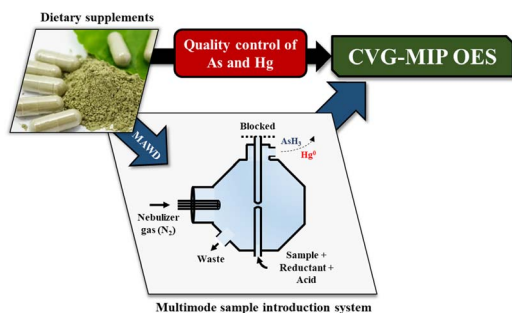 Dietary supplements
Quality control of
As and Hg
CVG-MIP OES
MAWD
Blocked
AsH₃
Hg⁰
Nebulizer
gas (N₂)
Waste
Sample +
Reductant +
Acid
Multimode sample introduction system